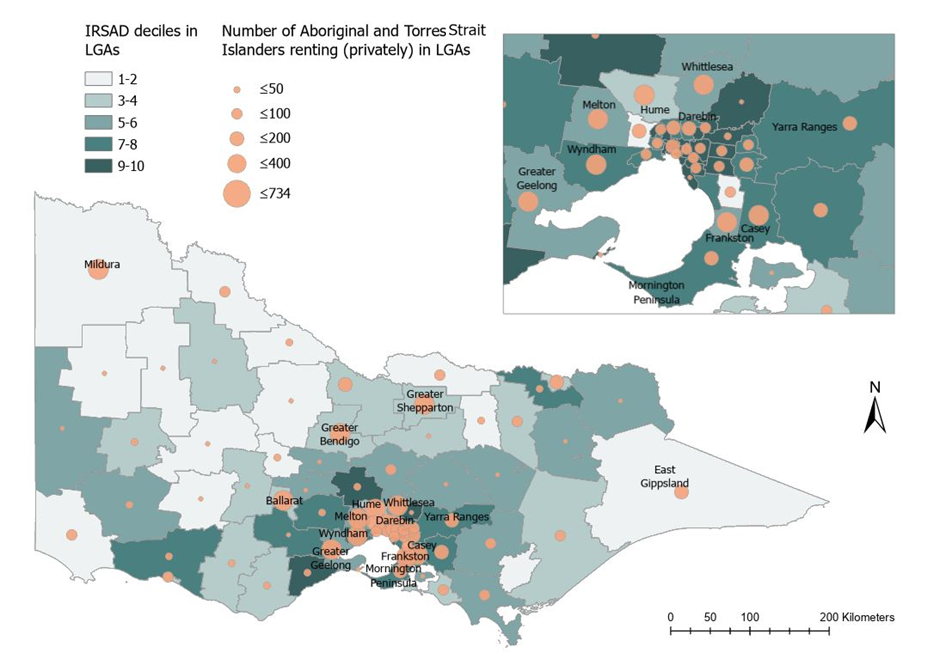 IRSAD deciles in
LGAs
1-2
3-4
5-6
7-8
9-10
Number of Aboriginal and Torres Strait
Islanders renting (privately) in LGAs
≤50
≤100
≤200
≤400
≤734
Whittlesea
Melton
Hume
Darebin
Yarra Ranges
Wyndham
Greater
Geelong
Casey
Frankston
Mornington
Peninsula
Mildura
Greater
Shepparton
Greater
Bendigo
East
Gippsland
Ballarat
Hume
Whittlesea
Melton
Darebin
Yarra Ranges
Wyndham
Casey
Greater
Geelong
Frankston
Mornington
Peninsula
N
0 50 100 200 Kilometers